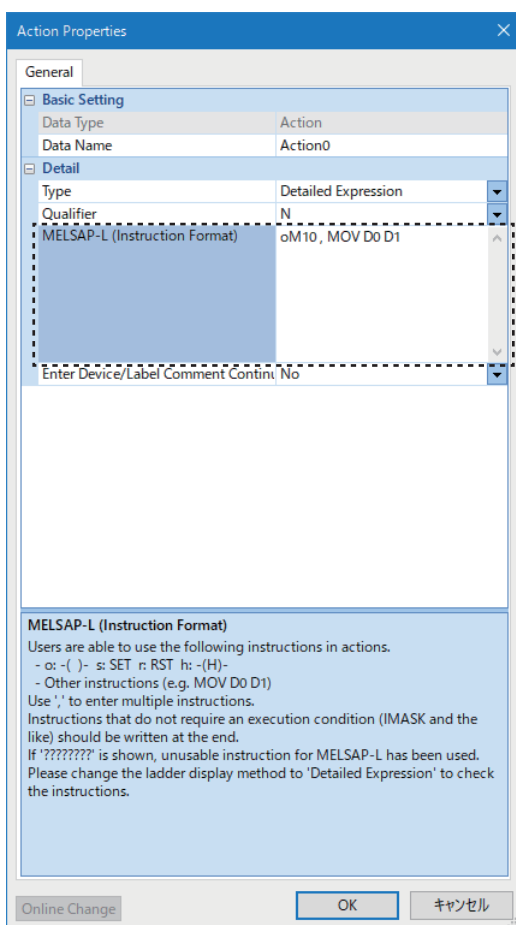 Action Properties
General
Basic Setting
Data Type Action
Data Name Action0
Detail
Type Detailed Expression
Qualifier N
MELSAP-L (Instruction Format) oM10 , MOV D0 D1
Enter Device/Label Comment Continu No
MELSAP-L (Instruction Format)
Users are able to use the following instructions in actions.
- o: -( )- s: SET r: RST h: -(H)-
- Other instructions (e.g. MOV D0 D1)
Use ',' to enter multiple instructions.
Instructions that do not require an execution condition (IMASK and the
like) should be written at the end.
If '????????' is shown, unusable instruction for MELSAP-L has been used.
Please change the ladder display method to 'Detailed Expression' to check
the instructions.
Online Change OK キャンセル